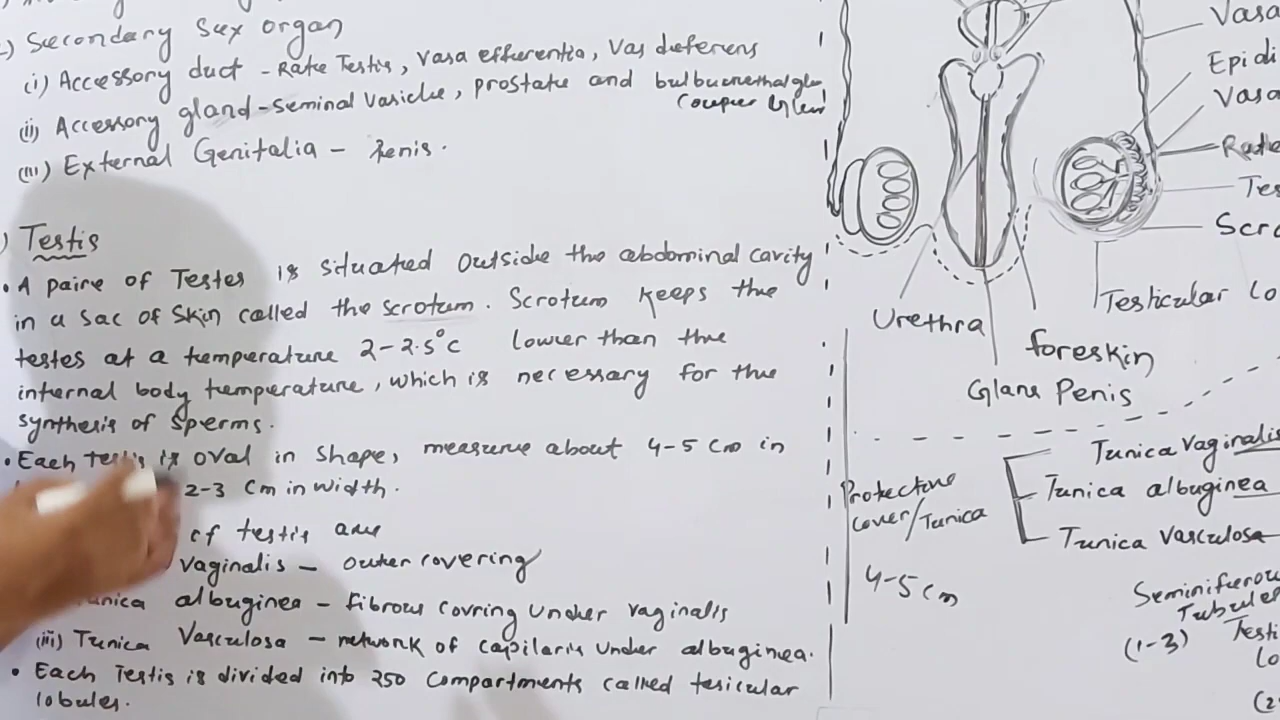 Secondary Sex organ
(i) Accessory duct - Rate Testis, Vasa efferentia, Vas deferens
(ii) Accessory gland - Seminal Vasicle, prostate and bulbourethral
(iii) External Genitalia - Penis.
Testis
• A paire of Testes is situated outside the abdominal cavity
in a sac of skin called the scrotum. Scrotum keeps the
testes at a temperature 2-2.5°C lower than the
internal body temperature, which is necessary for the
synthesis of sperms.
• Each testis is oval in shape, measure about 4-5 cm in
2-3 cm in width.
of testis are
vaginalis - outer covering
Tunica albuginea - fibrous covring under vaginalis
(iii) Tunica Vasculosa - network of capilaris under albuginea.
• Each Testis is divided into 250 compartments called tesicular
lobules.
Vasa
Epidi
Vasa
Rate
Tes
Scro
Testicular lo
Urethra
foreskin
Glans Penis
Protective
cover/Tunica
Tunica vaginalis
Tunica albuginea
Tunica vasculosa
4-5 cm
Seminiferous
Tubules
(1-3)
Testi
lo
(2